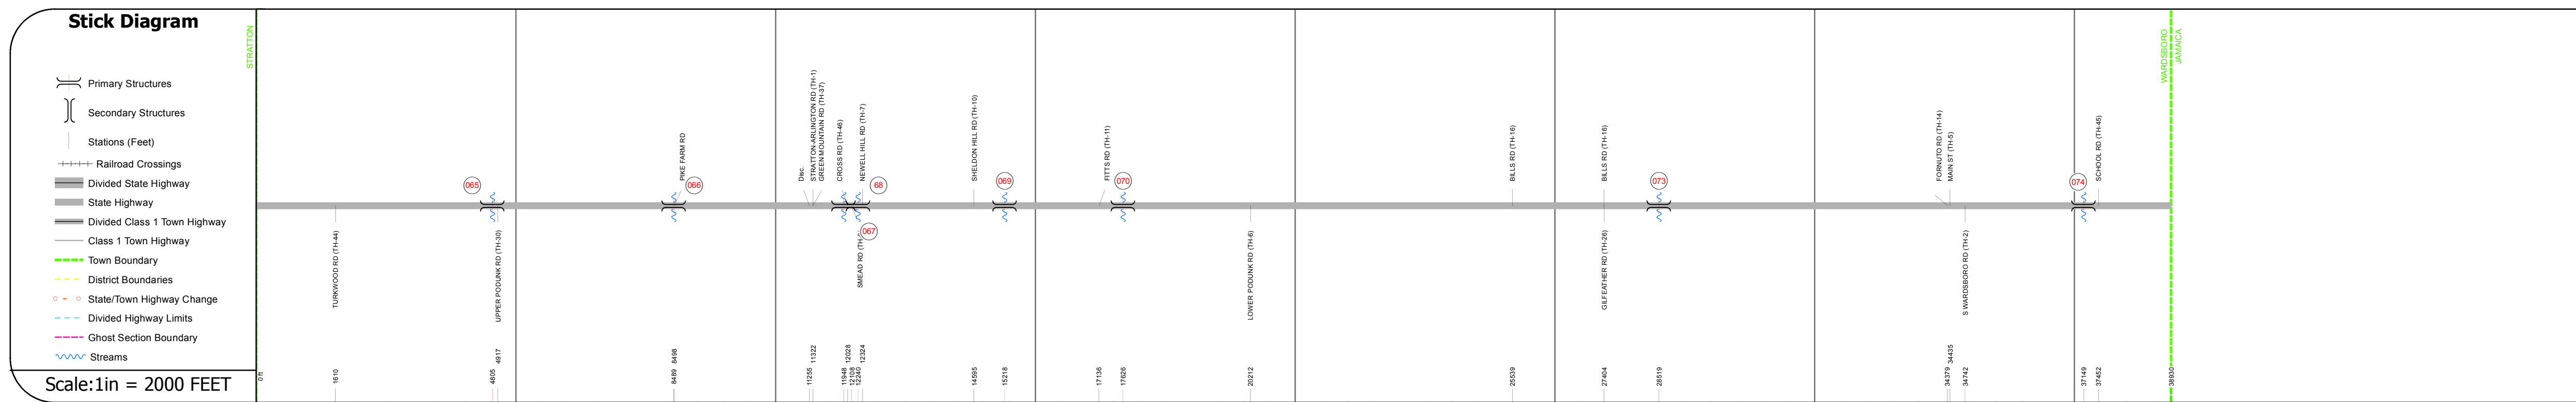 Stick Diagram
Primary Structures
Secondary Structures
Stations (Feet)
Railroad Crossings
Divided State Highway
State Highway
Divided Class 1 Town Highway
Class 1 Town Highway
Town Boundary
District Boundaries
State/Town Highway Change
Divided Highway Limits
Ghost Section Boundary
Streams
Scale:1in = 2000 FEET
STRATTON
WARDSBORO
JAMAICA
Disc.
STRATTON-ARLINGTON RD (TH-1)
GREEN MOUNTAIN RD (TH-37)
PIKE FARM RD
CROSS RD (TH-46)
NEWELL HILL RD (TH-7)
SHELDON HILL RD (TH-10)
FITTS RD (TH-11)
BILLS RD (TH-16)
BILLS RD (TH-16)
FORNUTO RD (TH-14)
MAIN ST (TH-5)
SCHOOL RD (TH-45)
065
066
68
067
069
070
073
074
TURKWOOD RD (TH-44)
UPPER PODUNK RD (TH-30)
SMEAD RD
LOWER PODUNK RD (TH-6)
GILFEATHER RD (TH-26)
S WARDSBORO RD (TH-2)
0 ft
1610
4805
4917
8489
8498
11255
11322
11948
12028
12108
12240
12324
14595
15218
17136
17626
20212
25539
27404
28519
34379
34435
34742
37149
37452
38930